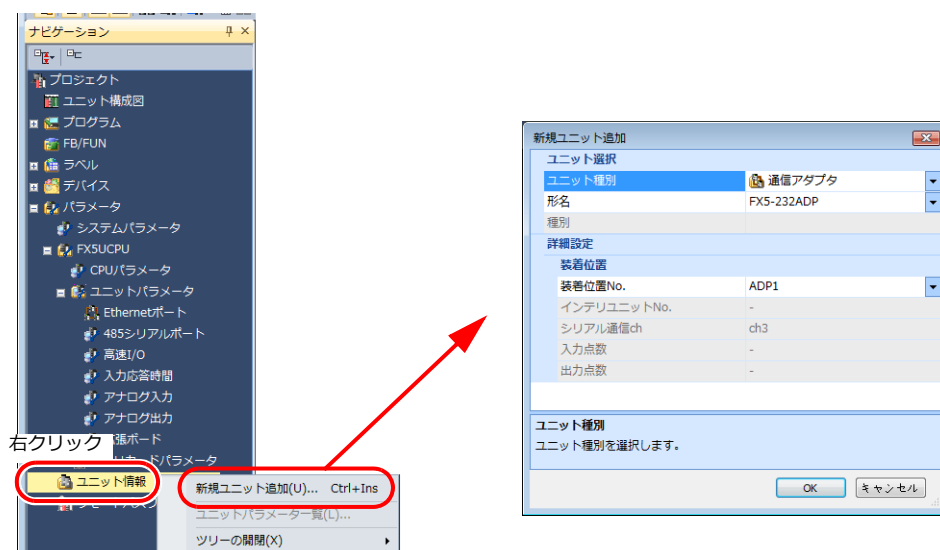 ナビゲーション
プロジェクト
ユニット構成図
プログラム
FB/FUN
ラベル
デバイス
パラメータ
システムパラメータ
FX5UCPU
CPUパラメータ
ユニットパラメータ
Ethernetポート
485シリアルポート
高速I/O
入力応答時間
アナログ入力
アナログ出力
右クリック
張ボード
カードパラメータ
ユニット情報
新規ユニット追加(U)... Ctrl+Ins
ユニットパラメータ一覧(L)...
ツリーの開閉(X)
新規ユニット追加
ユニット選択
ユニット種別 通信アダプタ
形名 FX5-232ADP
種別
詳細設定
装着位置
装着位置No. ADP1
インテリユニットNo. -
シリアル通信ch ch3
入力点数 -
出力点数 -
ユニット種別
ユニット種別を選択します。
OK キャンセル